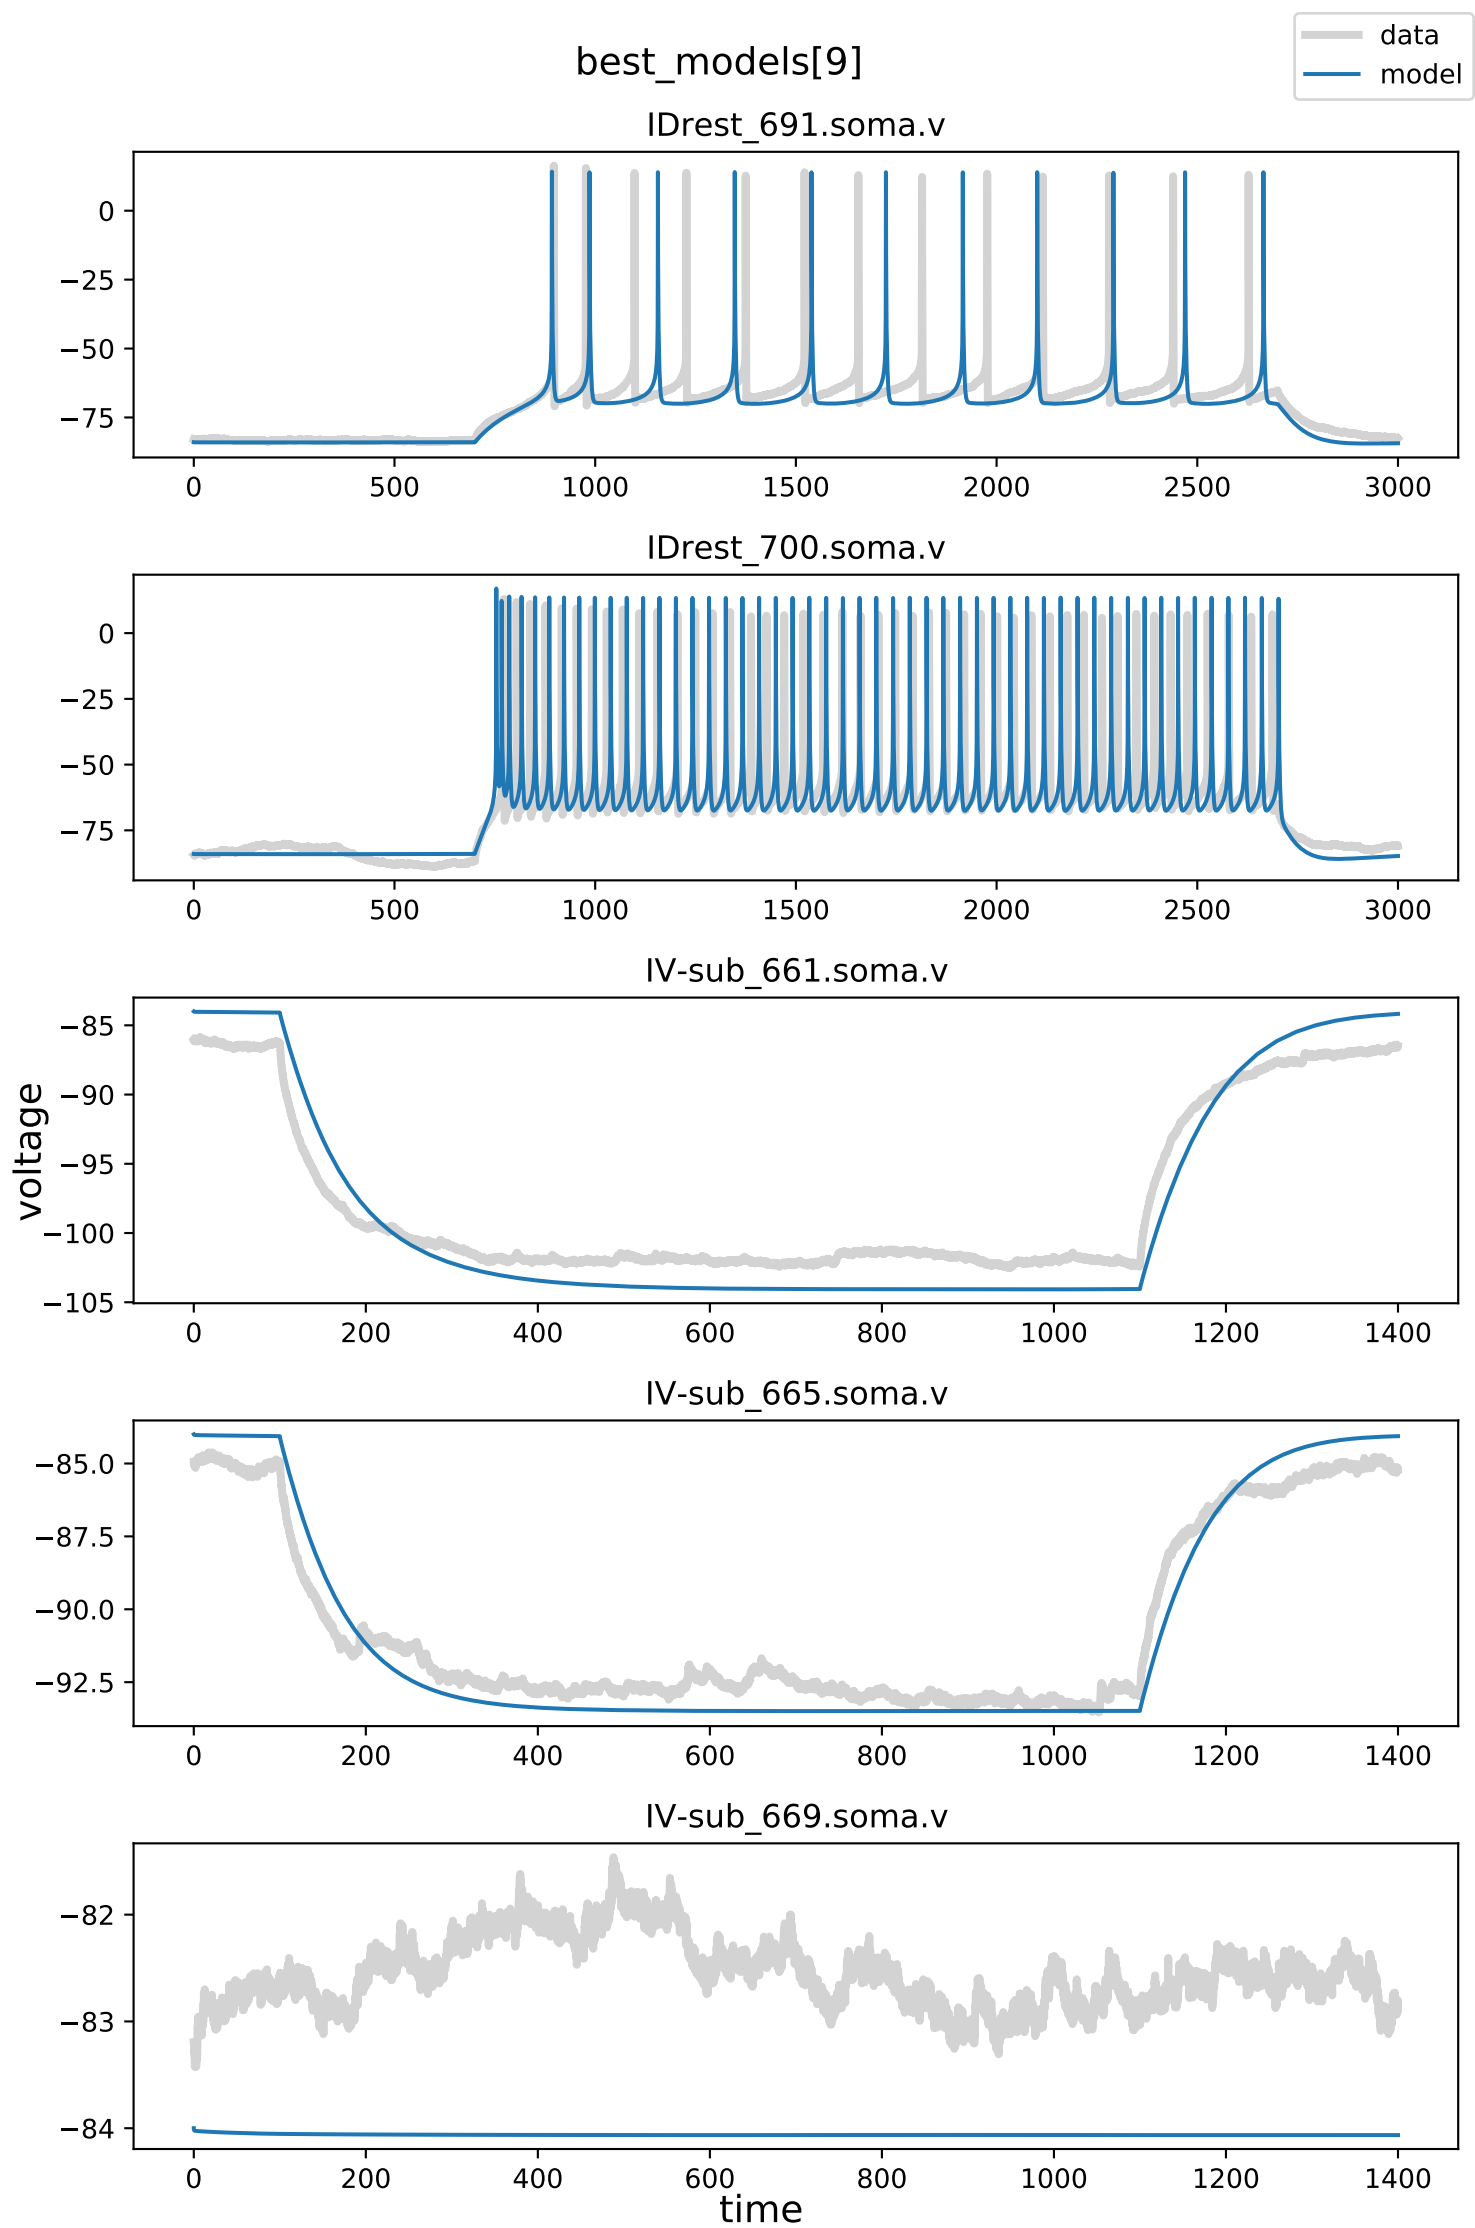 data
model
best_models[9]
IDrest_691.soma.v
0
−25
−50
−75
0 500 1000 1500 2000 2500 3000
IDrest_700.soma.v
0
−25
−50
−75
0 500 1000 1500 2000 2500 3000
IV-sub_661.soma.v
−85
−90
−95
−100
−105
0 200 400 600 800 1000 1200 1400
voltage
IV-sub_665.soma.v
−85.0
−87.5
−90.0
−92.5
0 200 400 600 800 1000 1200 1400
IV-sub_669.soma.v
−82
−83
−84
0 200 400 600 800 1000 1200 1400
time